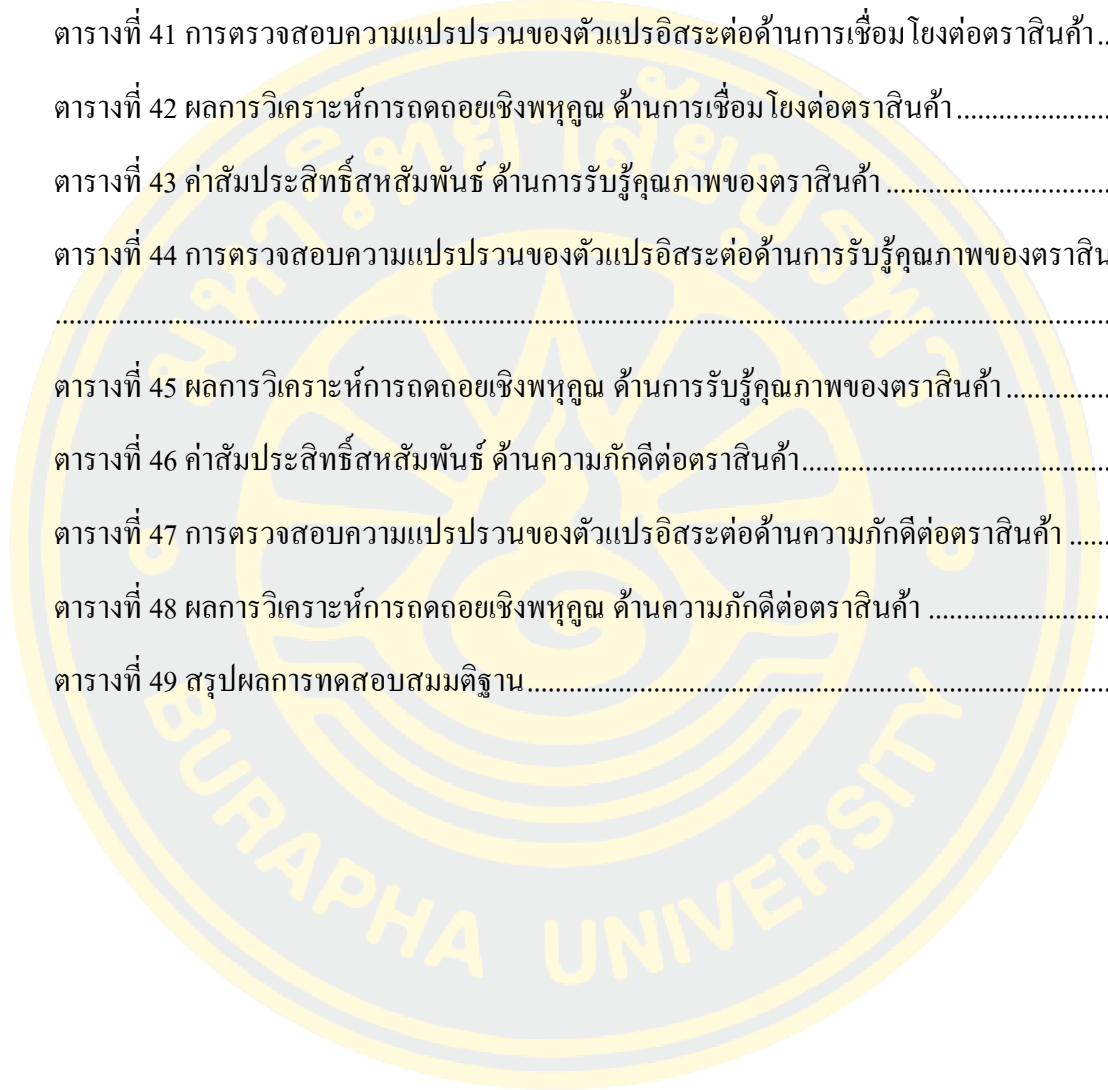 ตารางที่ 41 การตรวจสอบความแปรปรวนของตัวแปรอิสระต่อด้านการเชื่อมโยงต่อตราสินค้า..
ตารางที่ 42 ผลการวิเคราะห์การถดถอยเชิงพหุคูณ ด้านการเชื่อมโยงต่อตราสินค้า......................
ตารางที่ 43 ค่าสัมประสิทธิ์สหสัมพันธ์ ด้านการรับรู้คุณภาพของตราสินค้า................................
ตารางที่ 44 การตรวจสอบความแปรปรวนของตัวแปรอิสระต่อด้านการรับรู้คุณภาพของตราสิน
................................................................................................................................
ตารางที่ 45 ผลการวิเคราะห์การถดถอยเชิงพหุคูณ ด้านการรับรู้คุณภาพของตราสินค้า..............
ตารางที่ 46 ค่าสัมประสิทธิ์สหสัมพันธ์ ด้านความภักดีต่อตราสินค้า...........................................
ตารางที่ 47 การตรวจสอบความแปรปรวนของตัวแปรอิสระต่อด้านความภักดีต่อตราสินค้า ......
ตารางที่ 48 ผลการวิเคราะห์การถดถอยเชิงพหุคูณ ด้านความภักดีต่อตราสินค้า .........................
ตารางที่ 49 สรุปผลการทดสอบสมมติฐาน................................................................................
มหาวิทยาลัยบูรพา
BURAPHA UNIVERSITY